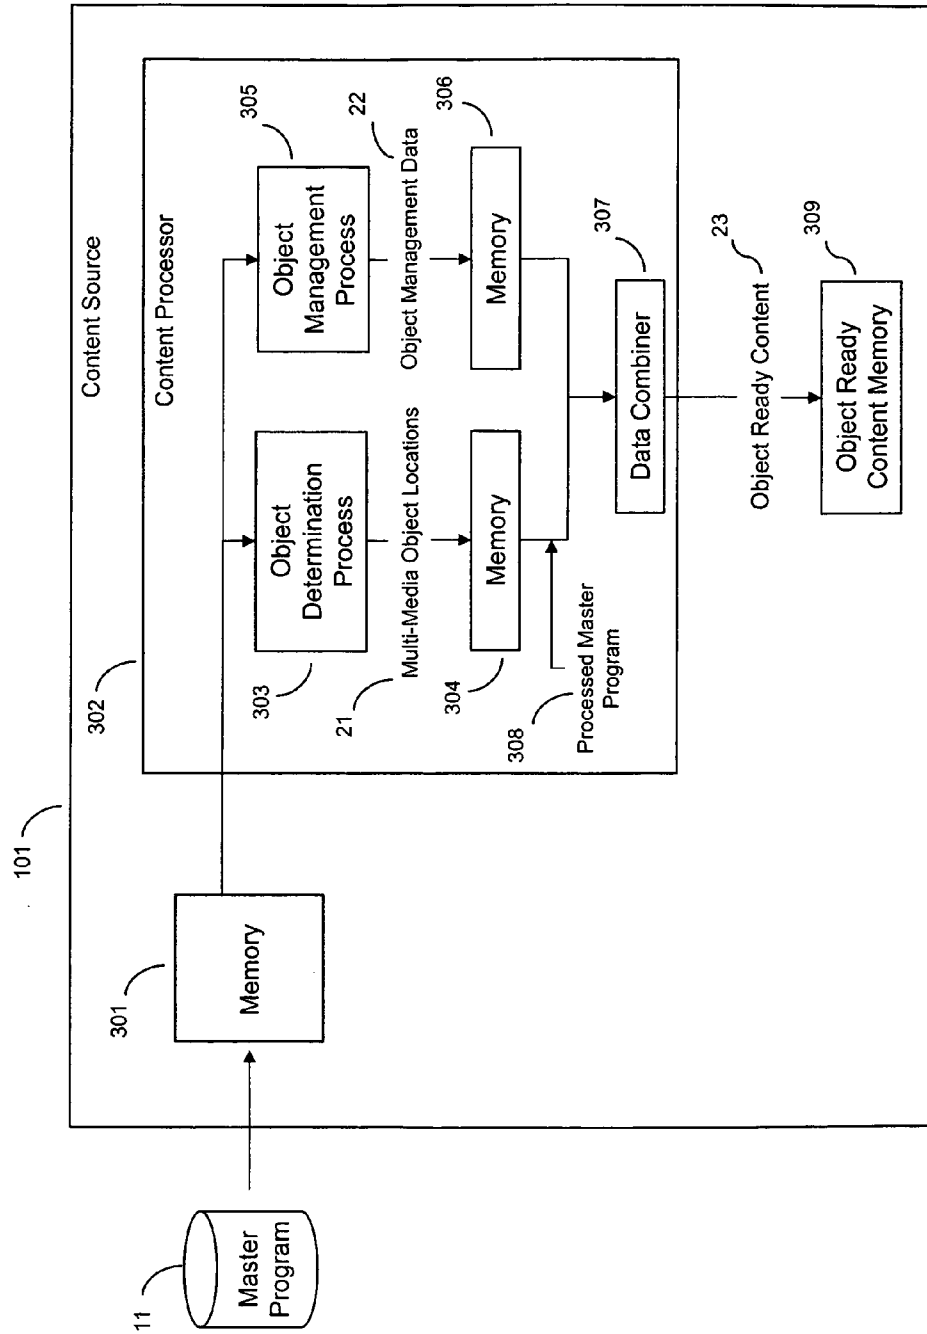 Content Source
101
Content Processor
302
11
Master
Program
301
Memory
303
Object
Determination
Process
305
Object
Management
Process
21
Multi-Media Object Locations
22
Object Management Data
304
Memory
306
Memory
308
Processed Master
Program
307
Data Combiner
Object Ready Content
23
309
Object Ready
Content Memory